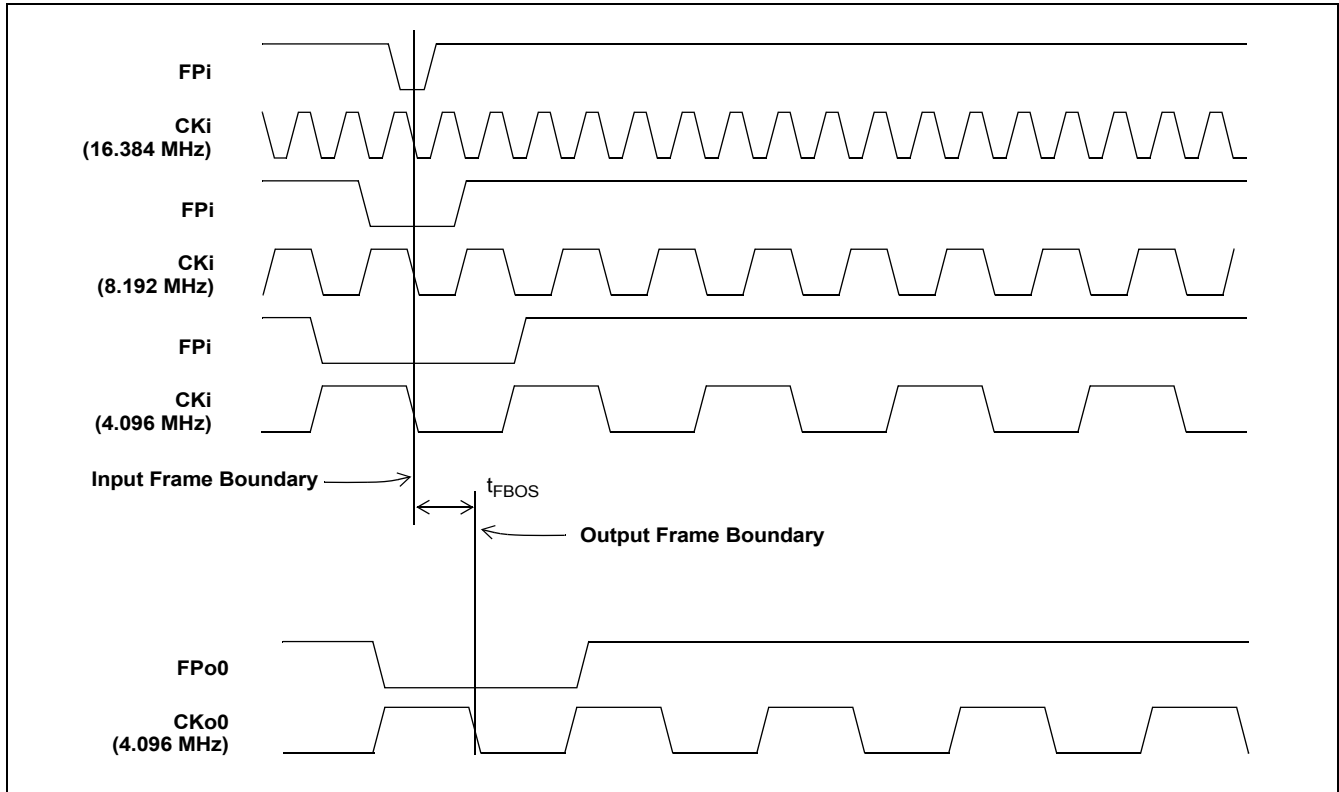 FPi
CKi
(16.384 MHz)
FPi
CKi
(8.192 MHz)
FPi
CKi
(4.096 MHz)
Input Frame Boundary
tFBOS
Output Frame Boundary
FPo0
CKo0
(4.096 MHz)